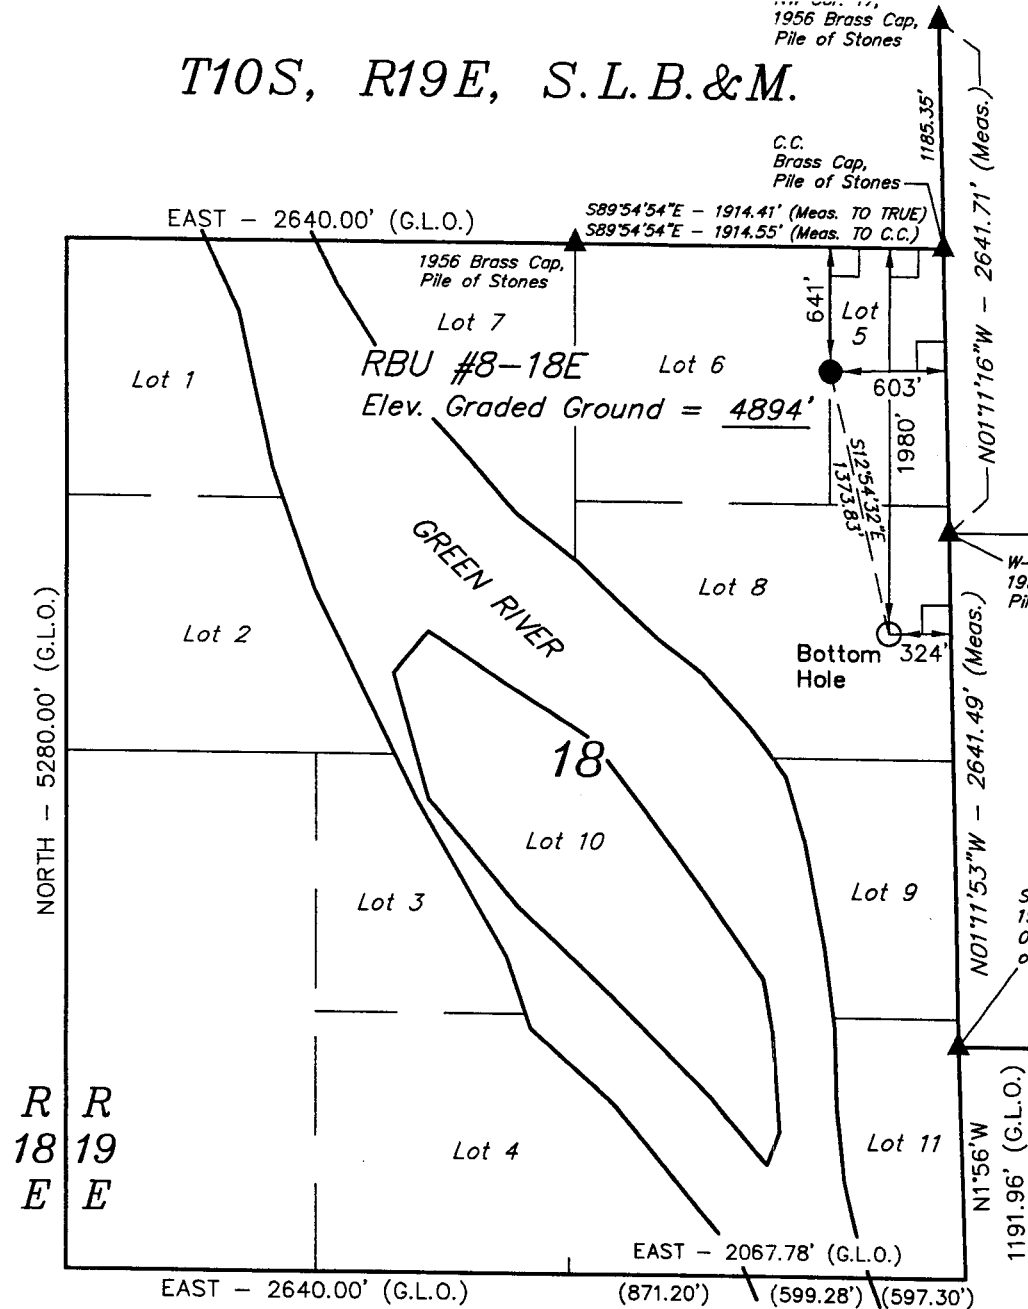 1956 Brass Cap,
Pile of Stones
T10S, R19E, S.L.B.&M.
1185.35'
N01°11'16"W - 2641.71' (Meas.)
C.C.
Brass Cap,
Pile of Stones
EAST - 2640.00' (G.L.O.)
S89°54'54"E - 1914.41' (Meas. TO TRUE)
S89°54'54"E - 1914.55' (Meas. TO C.C.)
1956 Brass Cap,
Pile of Stones
641'
Lot
5
Lot 7
Lot 1
RBU #8-18E
Lot 6
603'
Elev. Graded Ground = 4894'
1980'
S12°54'32"E
1373.83'
GREEN RIVER
Lot 8
W-
19
Pi
Lot 2
Bottom
Hole
324'
NORTH - 5280.00' (G.L.O.)
N01°11'53"W - 2641.49' (Meas.)
18
Lot 10
Lot 3
Lot 9
S
1
0
o
R R
18 19
E E
Lot 4
Lot 11
N1°56'W
1191.96' (G.L.O.)
EAST - 2067.78' (G.L.O.)
EAST - 2640.00' (G.L.O.)
(871.20')
(599.28')
(597.30')